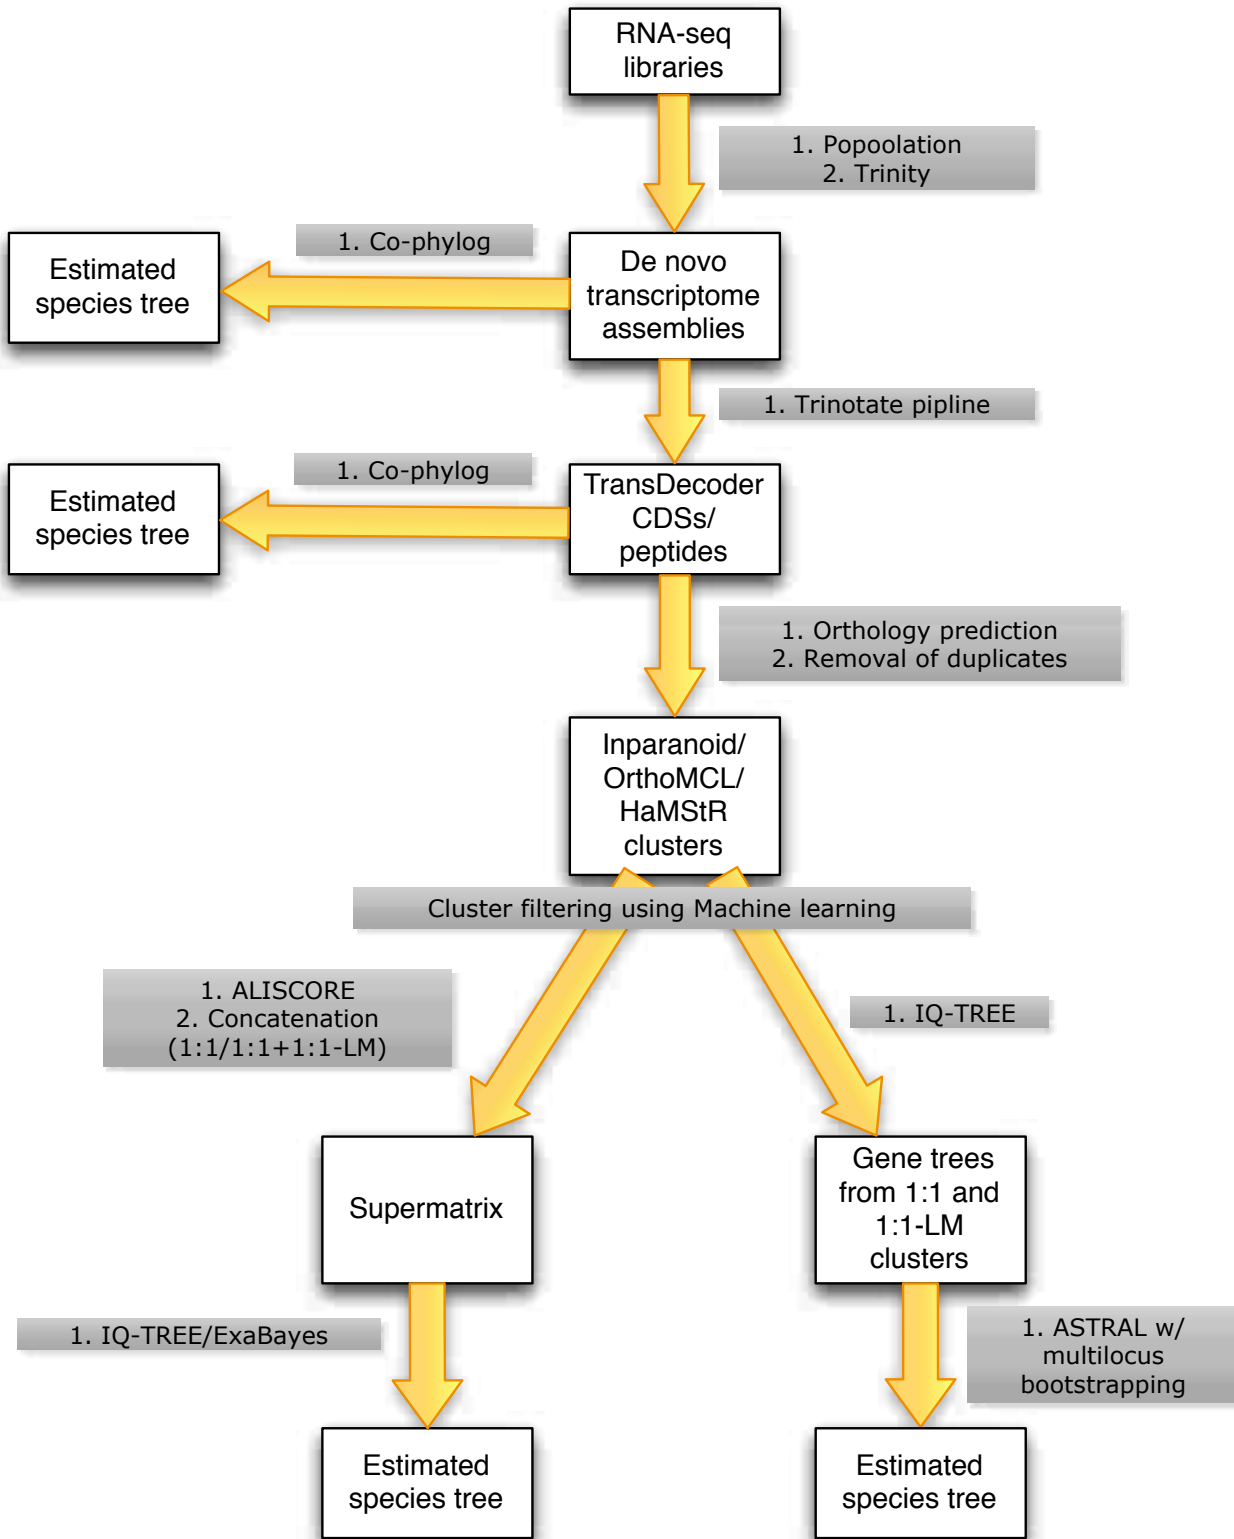 RNA-seq
libraries
1. Popoolation
2. Trinity
1. Co-phylog
Estimated
species tree
De novo
transcriptome
assemblies
1. Trinotate pipline
1. Co-phylog
Estimated
species tree
TransDecoder
CDSs/
peptides
1. Orthology prediction
2. Removal of duplicates
Inparanoid/
OrthoMCL/
HaMStR
clusters
Cluster filtering using Machine learning
1. ALISCORE
2. Concatenation
(1:1/1:1+1:1-LM)
1. IQ-TREE
Supermatrix
Gene trees
from 1:1 and
1:1-LM
clusters
1. IQ-TREE/ExaBayes
1. ASTRAL w/
multilocus
bootstrapping
Estimated
species tree
Estimated
species tree